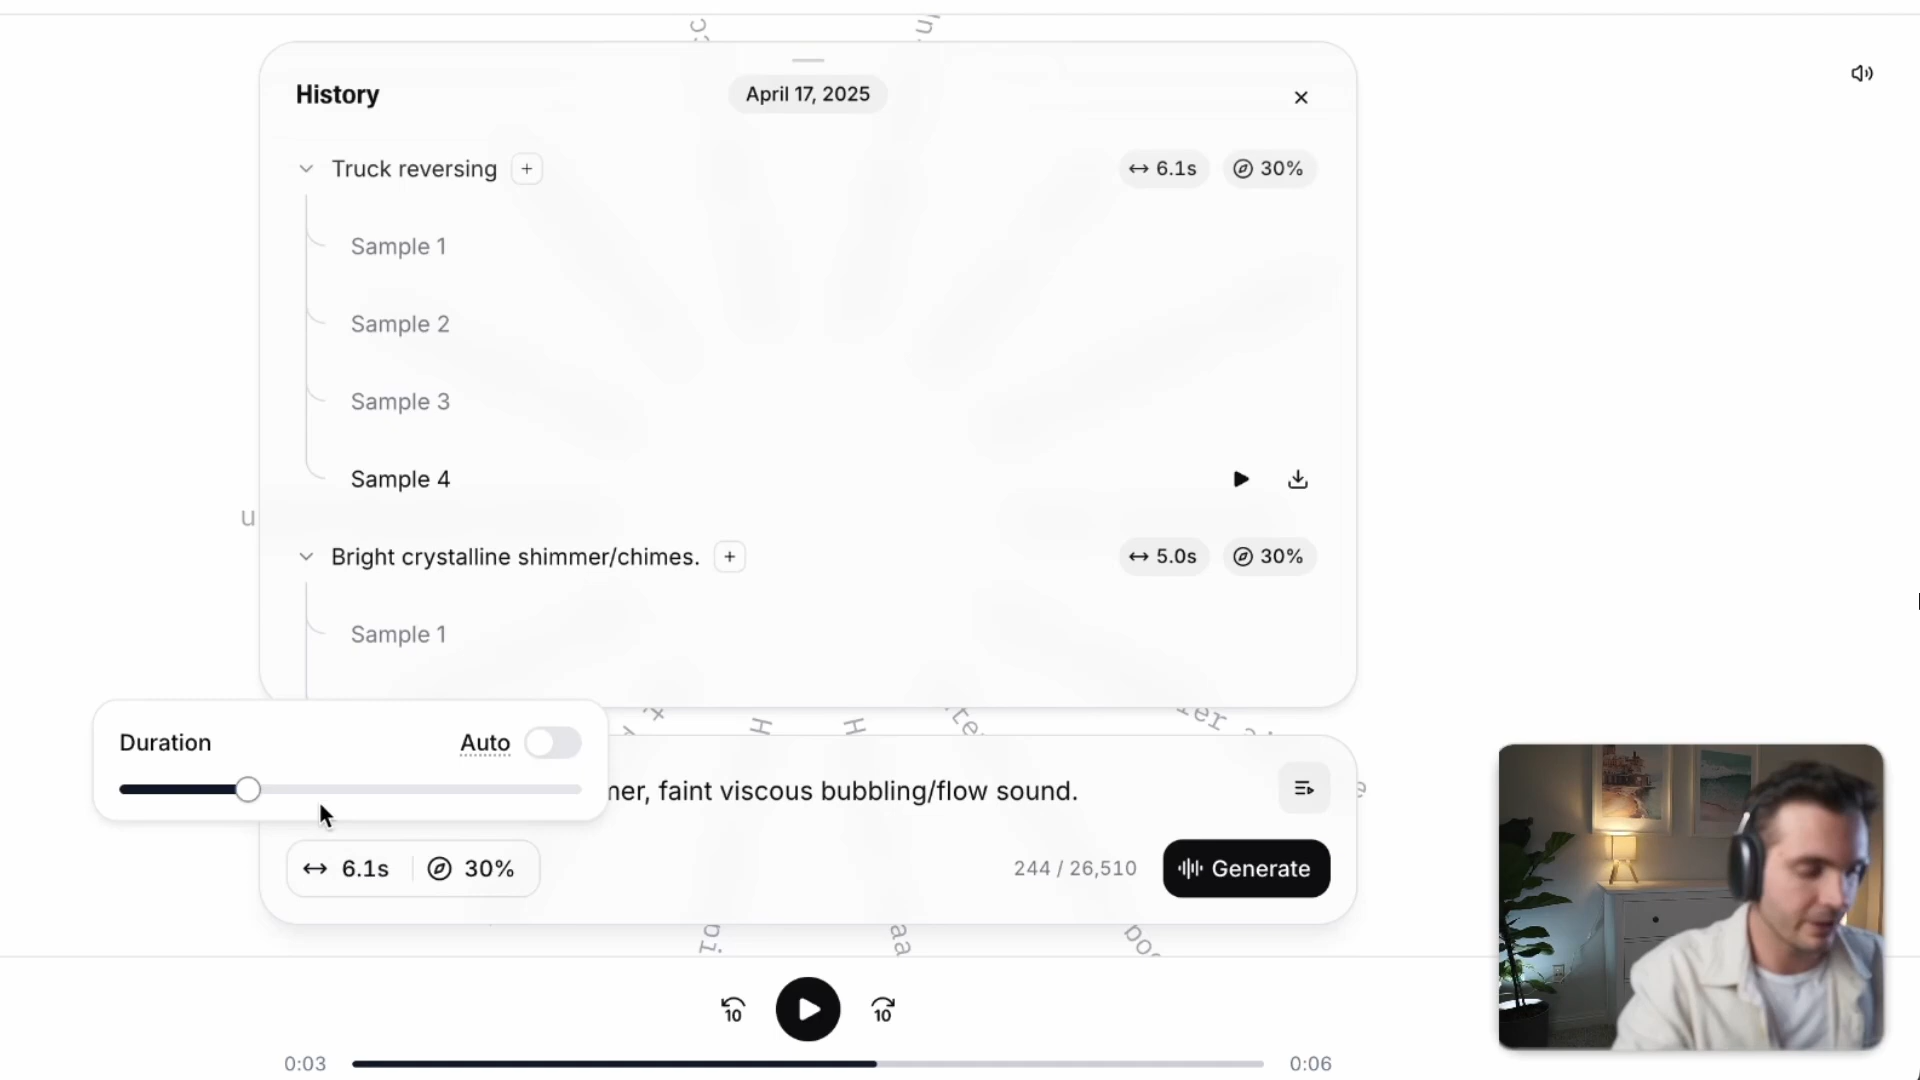 History
April 17, 2025
Truck reversing
6.1s
30%
Sample 1
Sample 2
Sample 3
Sample 4
Bright crystalline shimmer/chimes.
5.0s
30%
Sample 1
Duration
Auto
faint viscous bubbling/flow sound.
6.1s
30%
244 / 26,510
Generate
10
10
0:03
0:06